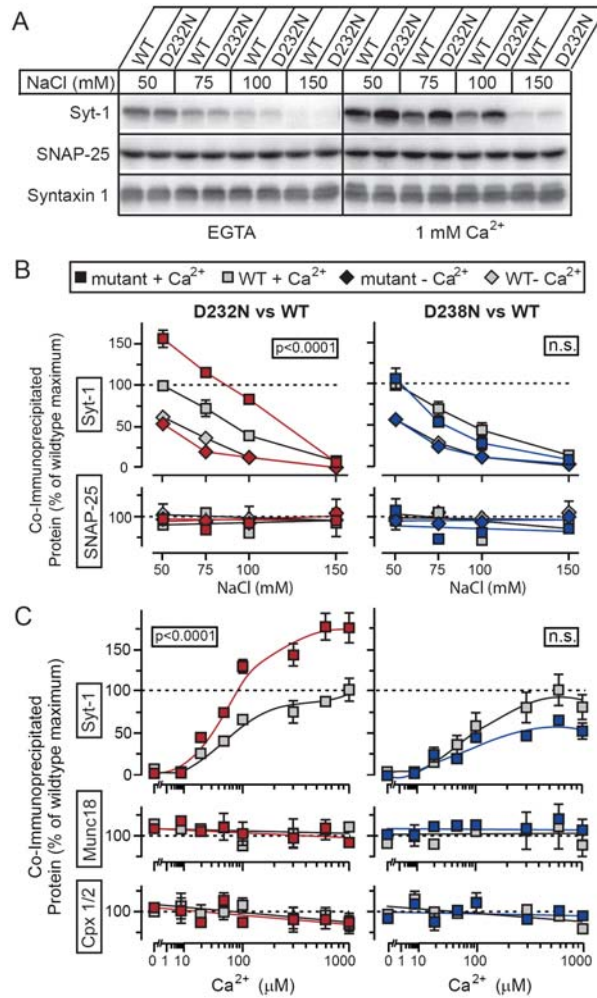 A
WT D232N WT D232N WT D232N WT D232N WT D232N WT D232N WT D232N WT D232N
NaCl (mM) 50 75 100 150 50 75 100 150
Syt-1
SNAP-25
Syntaxin 1
EGTA 1 mM Ca²⁺
B
mutant + Ca²⁺ WT + Ca²⁺ mutant - Ca²⁺ WT- Ca²⁺
D232N vs WT D238N vs WT
Co-Immunoprecipitated
Protein (% of wildtype maximum)
Syt-1
150
100
50
0
p<0.0001
n.s.
SNAP-25
100
50 75 100 150 50 75 100 150
NaCl (mM) NaCl (mM)
C
Co-Immunoprecipitated
Protein (% of wildtype maximum)
Syt-1
150
100
50
0
p<0.0001
n.s.
Munc18
100
Cpx 1/2
100
0 1 10 100 1000 0 1 10 100 1000
Ca²⁺ (μM) Ca²⁺ (μM)